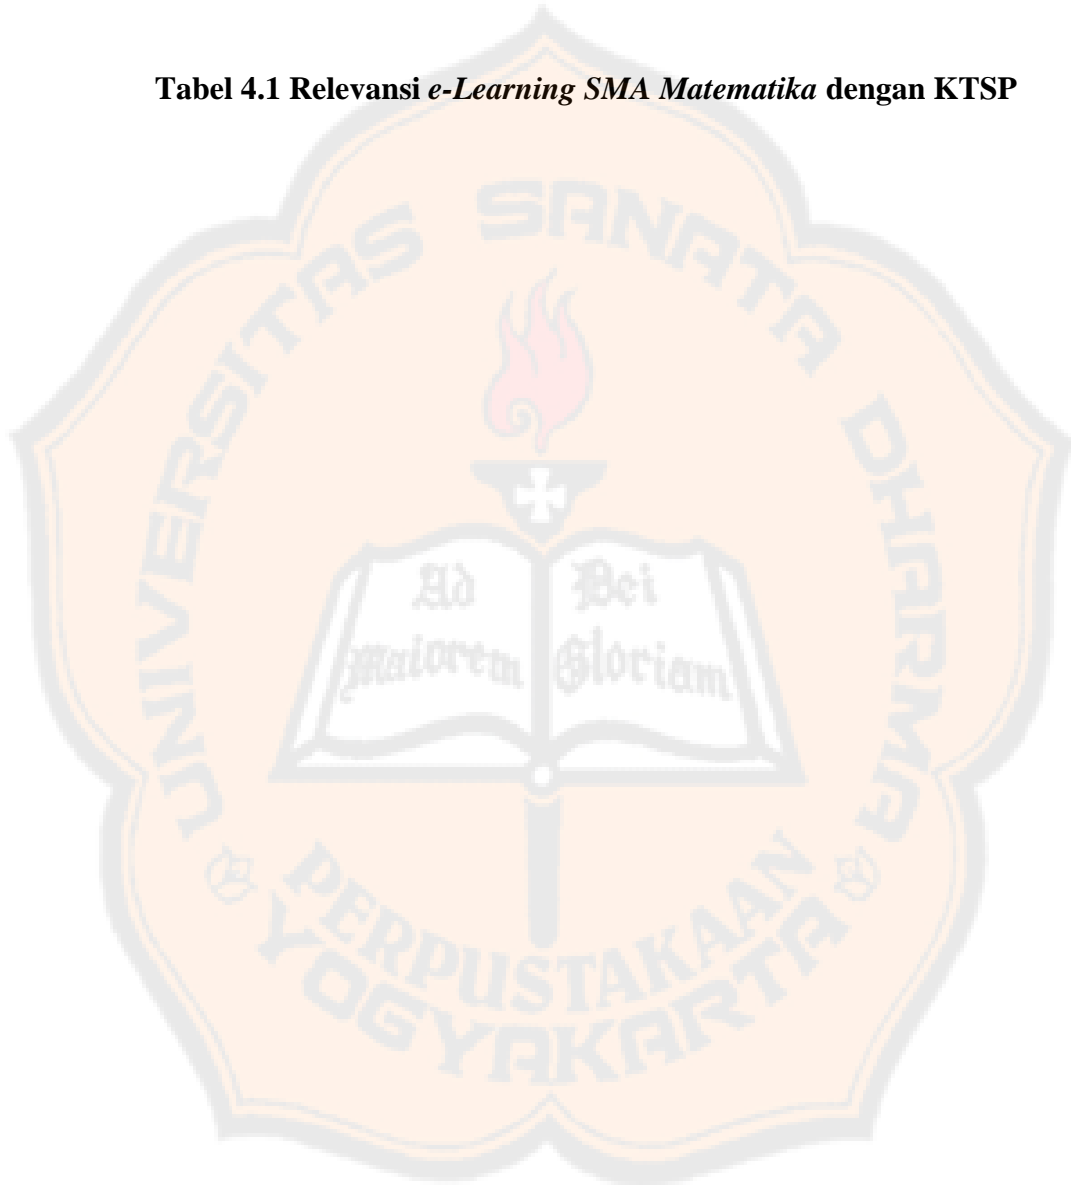 Tabel 4.1 Relevansi e-Learning SMA Matematika dengan KTSP
UNIVERSITAS SANATA DHARMA
Ad
maiorem
Dei
Gloriam
PERPUSTAKAAN
YOGYAKARTA